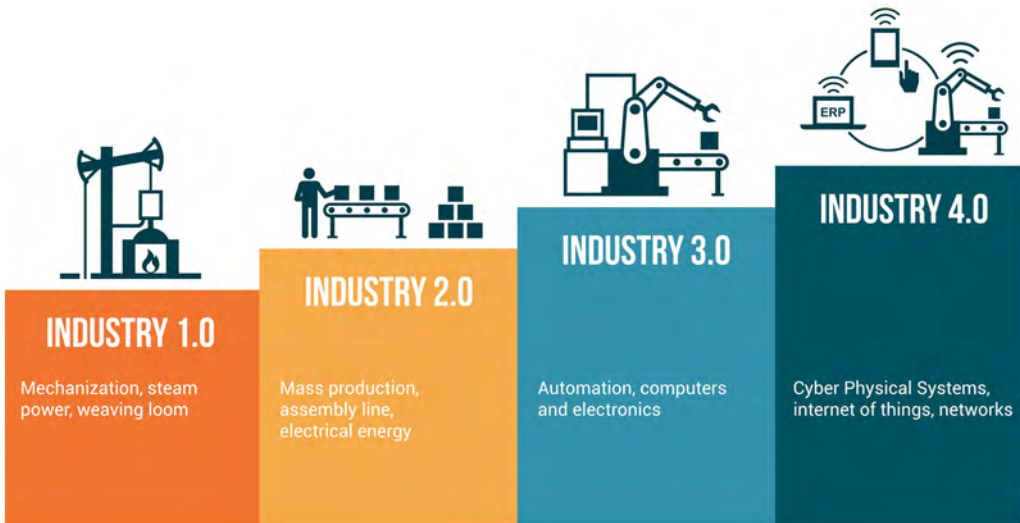 INDUSTRY 1.0
Mechanization, steam
power, weaving loom
INDUSTRY 2.0
Mass production,
assembly line,
electrical energy
INDUSTRY 3.0
Automation, computers
and electronics
ERP
INDUSTRY 4.0
Cyber Physical Systems,
internet of things, networks